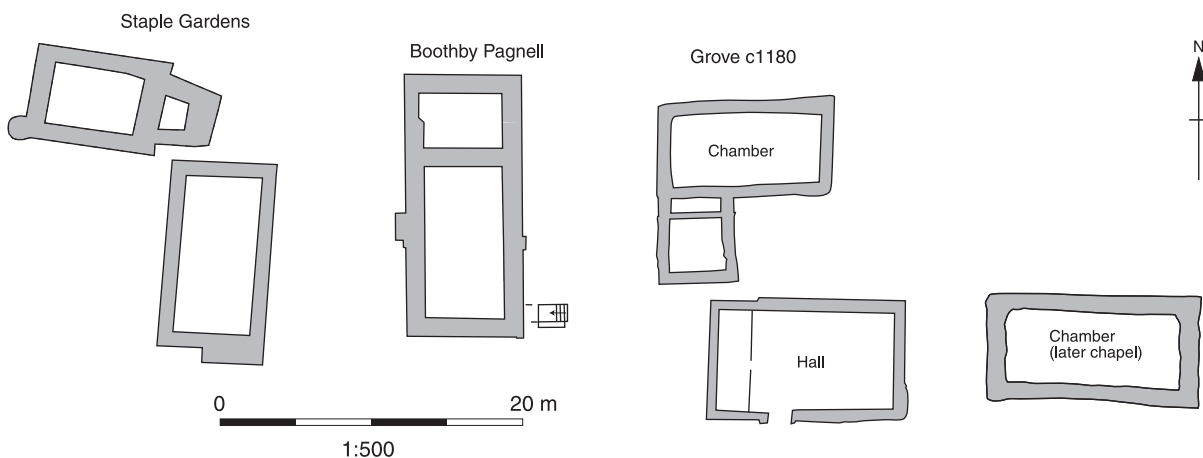 Staple Gardens
Boothby Pagnell
Grove c1180
N
Chamber
Hall
Chamber
(later chapel)
0 20 m
1:500